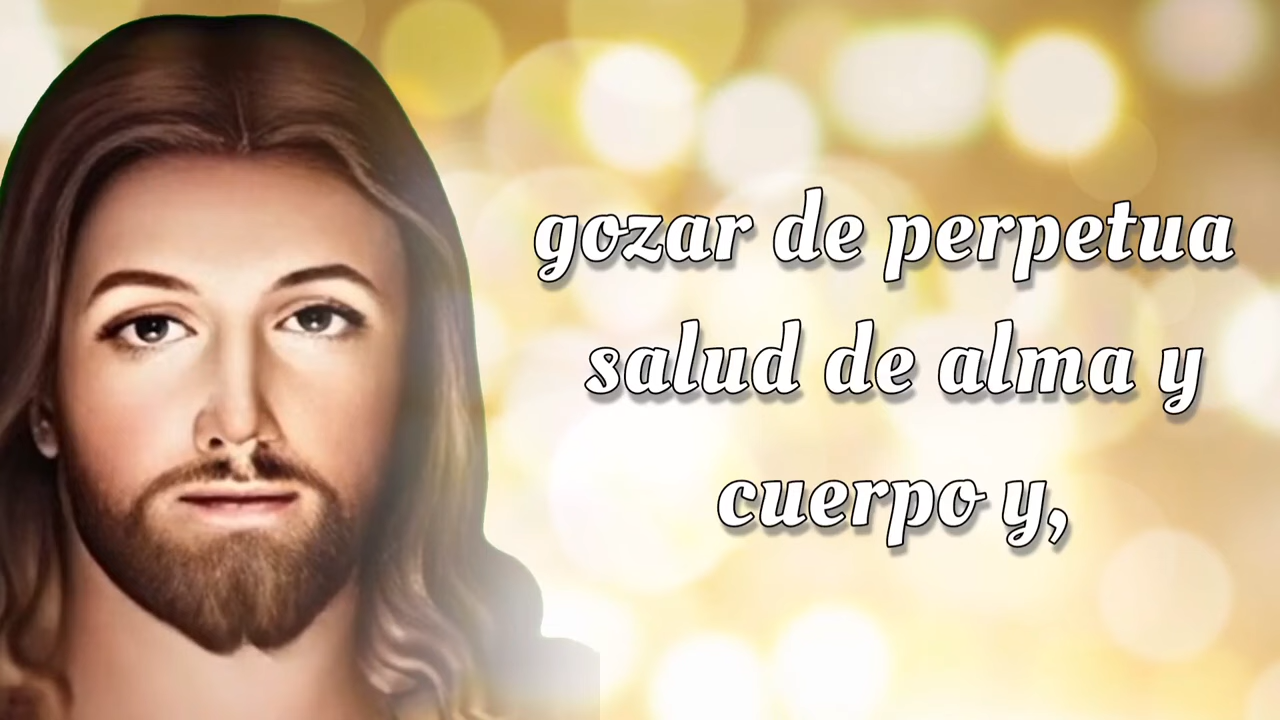 gozar de perpetua
salud de alma y
cuerpo y,